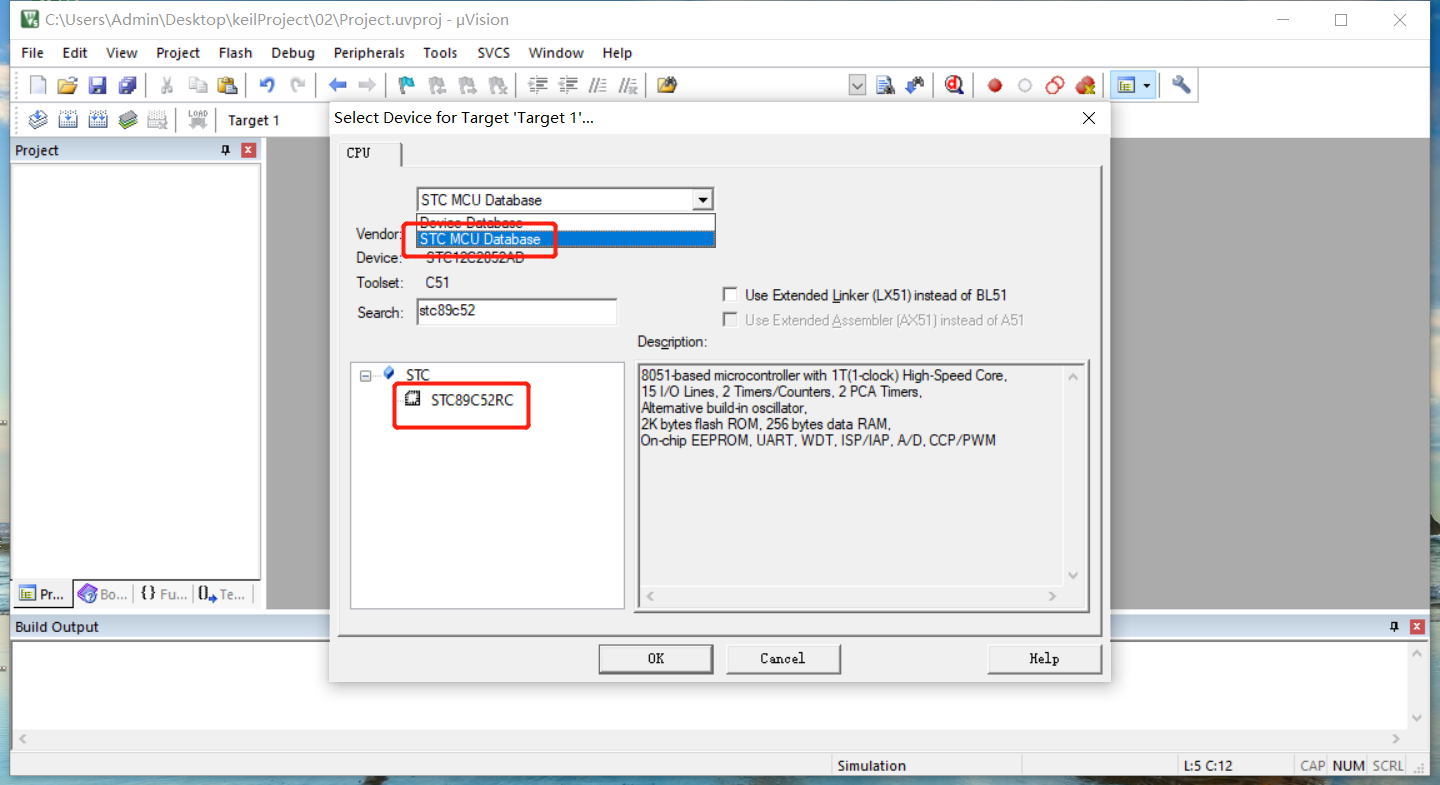 C:\Users\Admin\Desktop\keilProject\02\Project.uvproj - µVision
File Edit View Project Flash Debug Peripherals Tools SVCS Window Help
LOAD
Target 1
Select Device for Target 'Target 1'...
Project
CPU
STC MCU Database
Device Database
Vendor:
STC MCU Database
Device: STC12C2052AD
Toolset: C51
Search: stc89c52
Use Extended Linker (LX51) instead of BL51
Use Extended Assembler (AX51) instead of A51
Description:
STC
STC89C52RC
8051-based microcontroller with 1T(1-clock) High-Speed Core,
15 I/O Lines, 2 Timers/Counters, 2 PCA Timers,
Alternative build-in oscillator,
2K bytes flash ROM, 256 bytes data RAM,
On-chip EEPROM, UART, WDT, ISP/IAP, A/D, CCP/PWM
Pr... Bo... {} Fu... Te...
OK Cancel Help
Build Output
Simulation L:5 C:12 CAP NUM SCRL